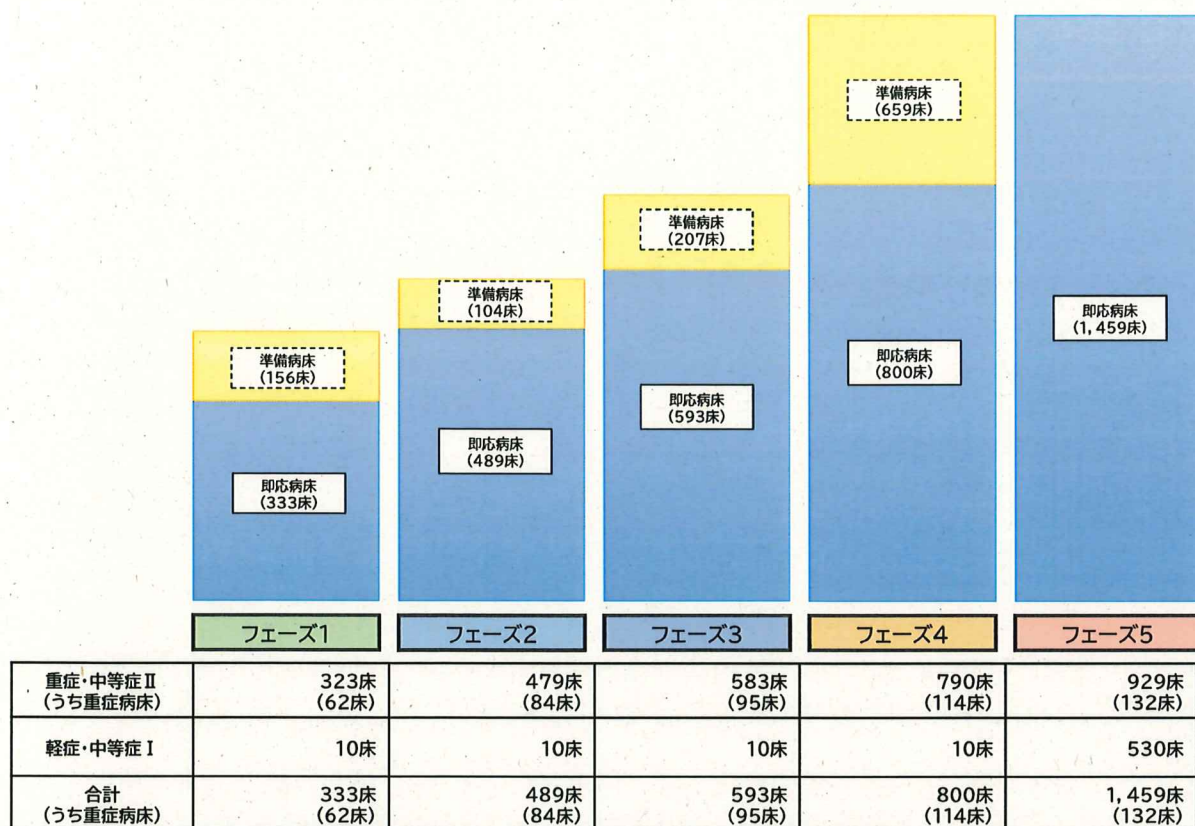 準備病床
(659床)
準備病床
(207床)
準備病床
(104床)
即応病床
(1,459床)
準備病床
(156床)
即応病床
(800床)
即応病床
(593床)
即応病床
(489床)
即応病床
(333床)
フェーズ1 フェーズ2 フェーズ3 フェーズ4 フェーズ5
重症・中等症Ⅱ 323床 479床 583床 790床 929床
(うち重症病床) (62床) (84床) (95床) (114床) (132床)
軽症・中等症Ⅰ 10床 10床 10床 10床 530床
合計 333床 489床 593床 800床 1,459床
(うち重症病床) (62床) (84床) (95床) (114床) (132床)